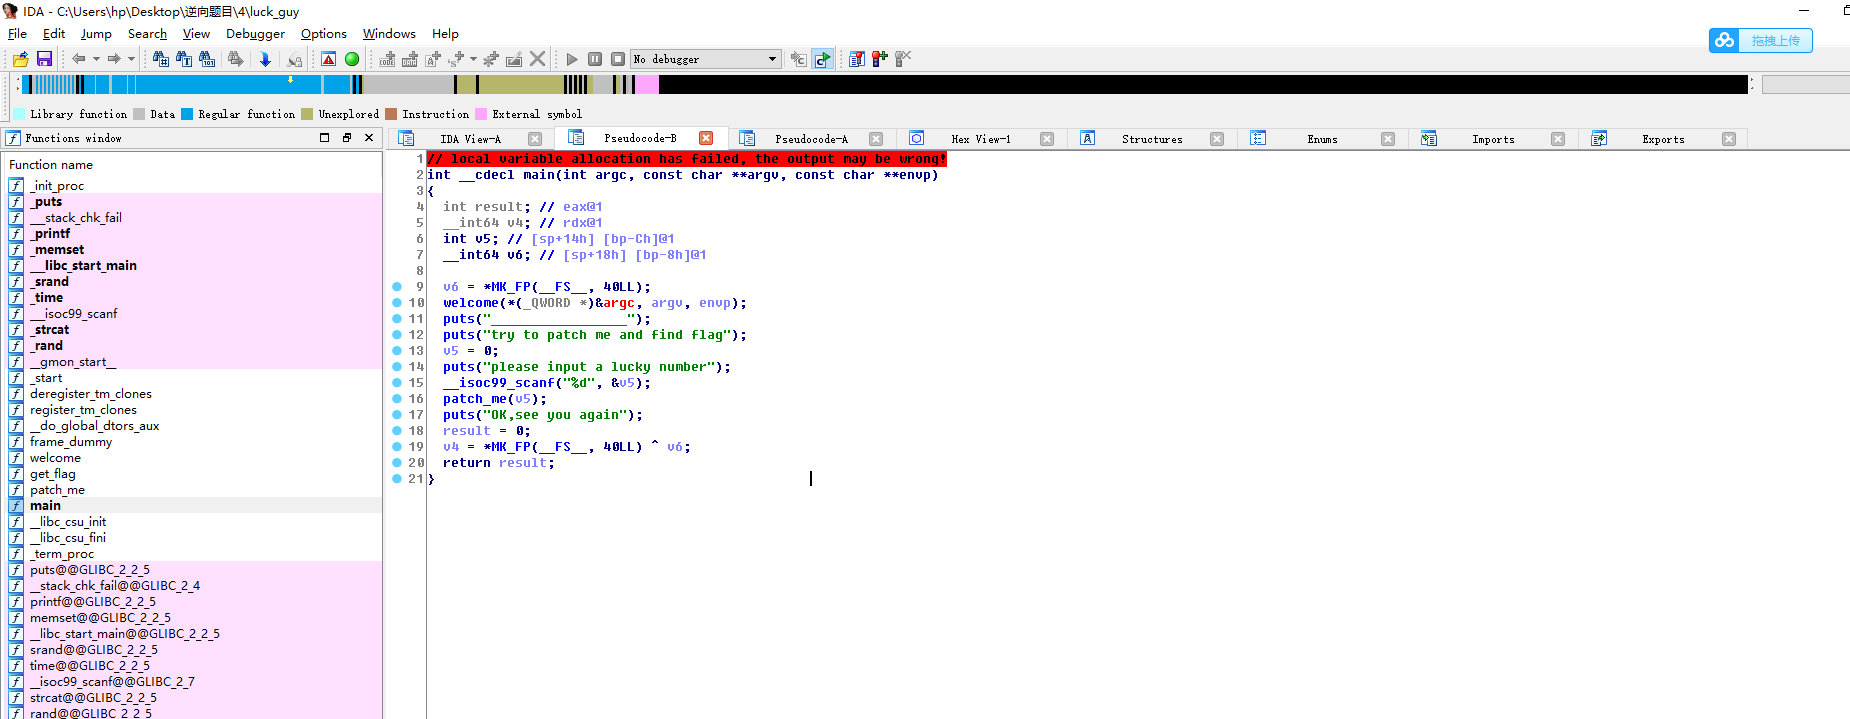 IDA - C:\Users\hp\Desktop\逆向题目\4\luck_guy
File Edit Jump Search View Debugger Options Windows Help
拖拽上传
No debugger
Library function Data Regular function Unexplored Instruction External symbol
Functions window
IDA View-A Pseudocode-B Pseudocode-A Hex View-1 Structures Enums Imports Exports
Function name
_init_proc
_puts
__stack_chk_fail
_printf
_memset
__libc_start_main
_srand
_time
__isoc99_scanf
_strcat
_rand
__gmon_start__
_start
deregister_tm_clones
register_tm_clones
__do_global_dtors_aux
frame_dummy
welcome
get_flag
patch_me
main
__libc_csu_init
__libc_csu_fini
_term_proc
puts@@GLIBC_2_2_5
__stack_chk_fail@@GLIBC_2_4
printf@@GLIBC_2_2_5
memset@@GLIBC_2_2_5
__libc_start_main@@GLIBC_2_2_5
srand@@GLIBC_2_2_5
time@@GLIBC_2_2_5
__isoc99_scanf@@GLIBC_2_7
strcat@@GLIBC_2_2_5
rand@@GLIBC_2_2_5
1 // local variable allocation has failed, the output may be wrong!
2 int __cdecl main(int argc, const char **argv, const char **envp)
3 {
4 int result; // eax@1
5 __int64 v4; // rdx@1
6 int v5; // [sp+14h] [bp-Ch]@1
7 __int64 v6; // [sp+18h] [bp-8h]@1
8
9 v6 = *MK_FP(__FS__, 40LL);
10 welcome(*(_QWORD *)&argc, argv, envp);
11 puts("_________________");
12 puts("try to patch me and find flag");
13 v5 = 0;
14 puts("please input a lucky number");
15 __isoc99_scanf("%d", &v5);
16 patch_me(v5);
17 puts("OK,see you again");
18 result = 0;
19 v4 = *MK_FP(__FS__, 40LL) ^ v6;
20 return result;
21 }